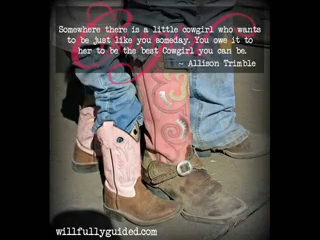 Somewhere there is a little cowgirl who wants
to be just like you someday. You owe it to
her to be the best Cowgirl you can be.
~ Allison Trimble
willfullyguided.com